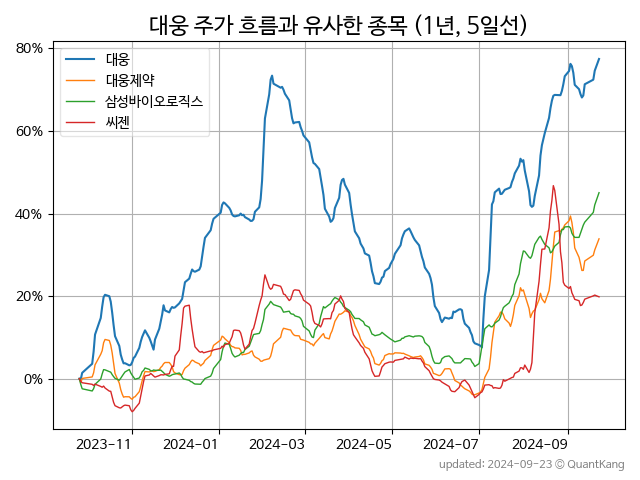 대웅 주가 흐름과 유사한 종목 (1년, 5일선)
80%
60%
40%
20%
0%
대웅
대웅제약
삼성바이오로직스
씨젠
2023-11
2024-01
2024-03
2024-05
2024-07
2024-09
updated: 2024-09-23 © QuantKang